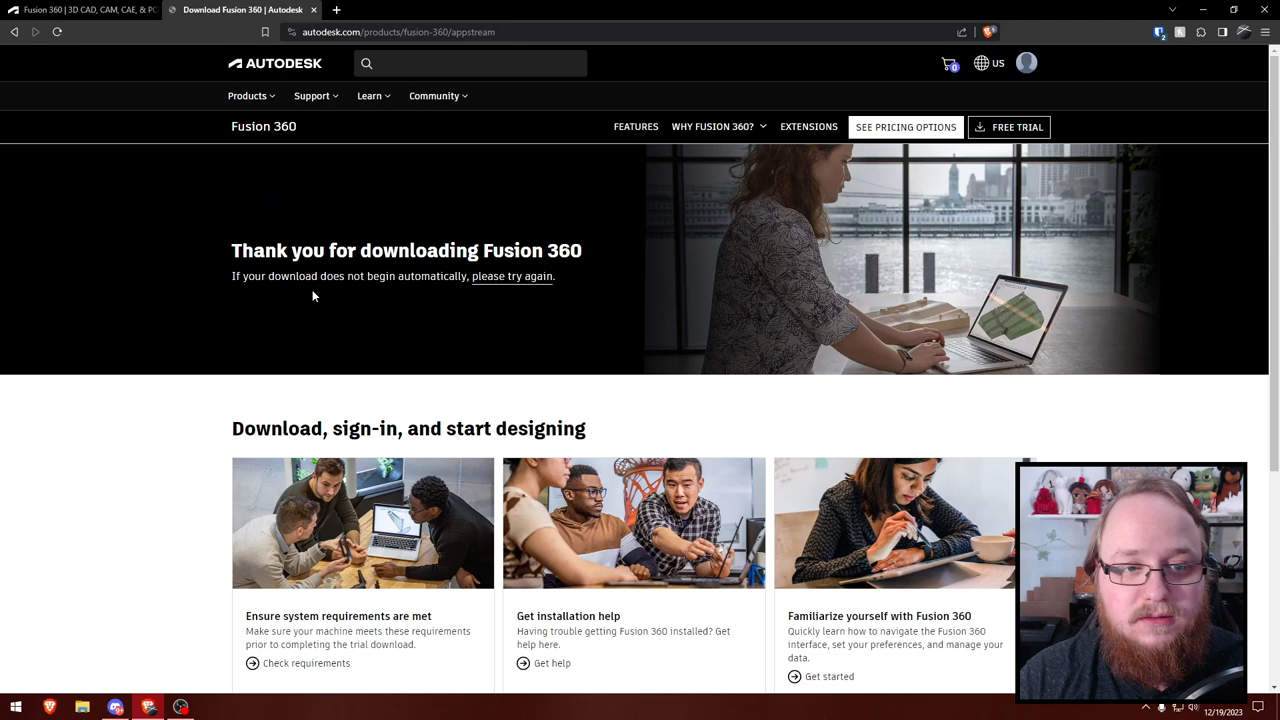 Fusion 360 | 3D CAD, CAM, CAE, & PC
Download Fusion 360 | Autodesk
autodesk.com/products/fusion-360/appstream
2
AUTODESK
0
US
Products
Support
Learn
Community
Fusion 360
FEATURES
WHY FUSION 360?
EXTENSIONS
SEE PRICING OPTIONS
FREE TRIAL
Thank you for downloading Fusion 360
If your download does not begin automatically, please try again.
Download, sign-in, and start designing
Ensure system requirements are met
Make sure your machine meets these requirements
prior to completing the trial download.
Check requirements
Get installation help
Having trouble getting Fusion 360 installed? Get
help here.
Get help
Familiarize yourself with Fusion 360
Quickly learn how to navigate the Fusion 360
interface, set your preferences, and manage your
data.
Get started
12/19/2023